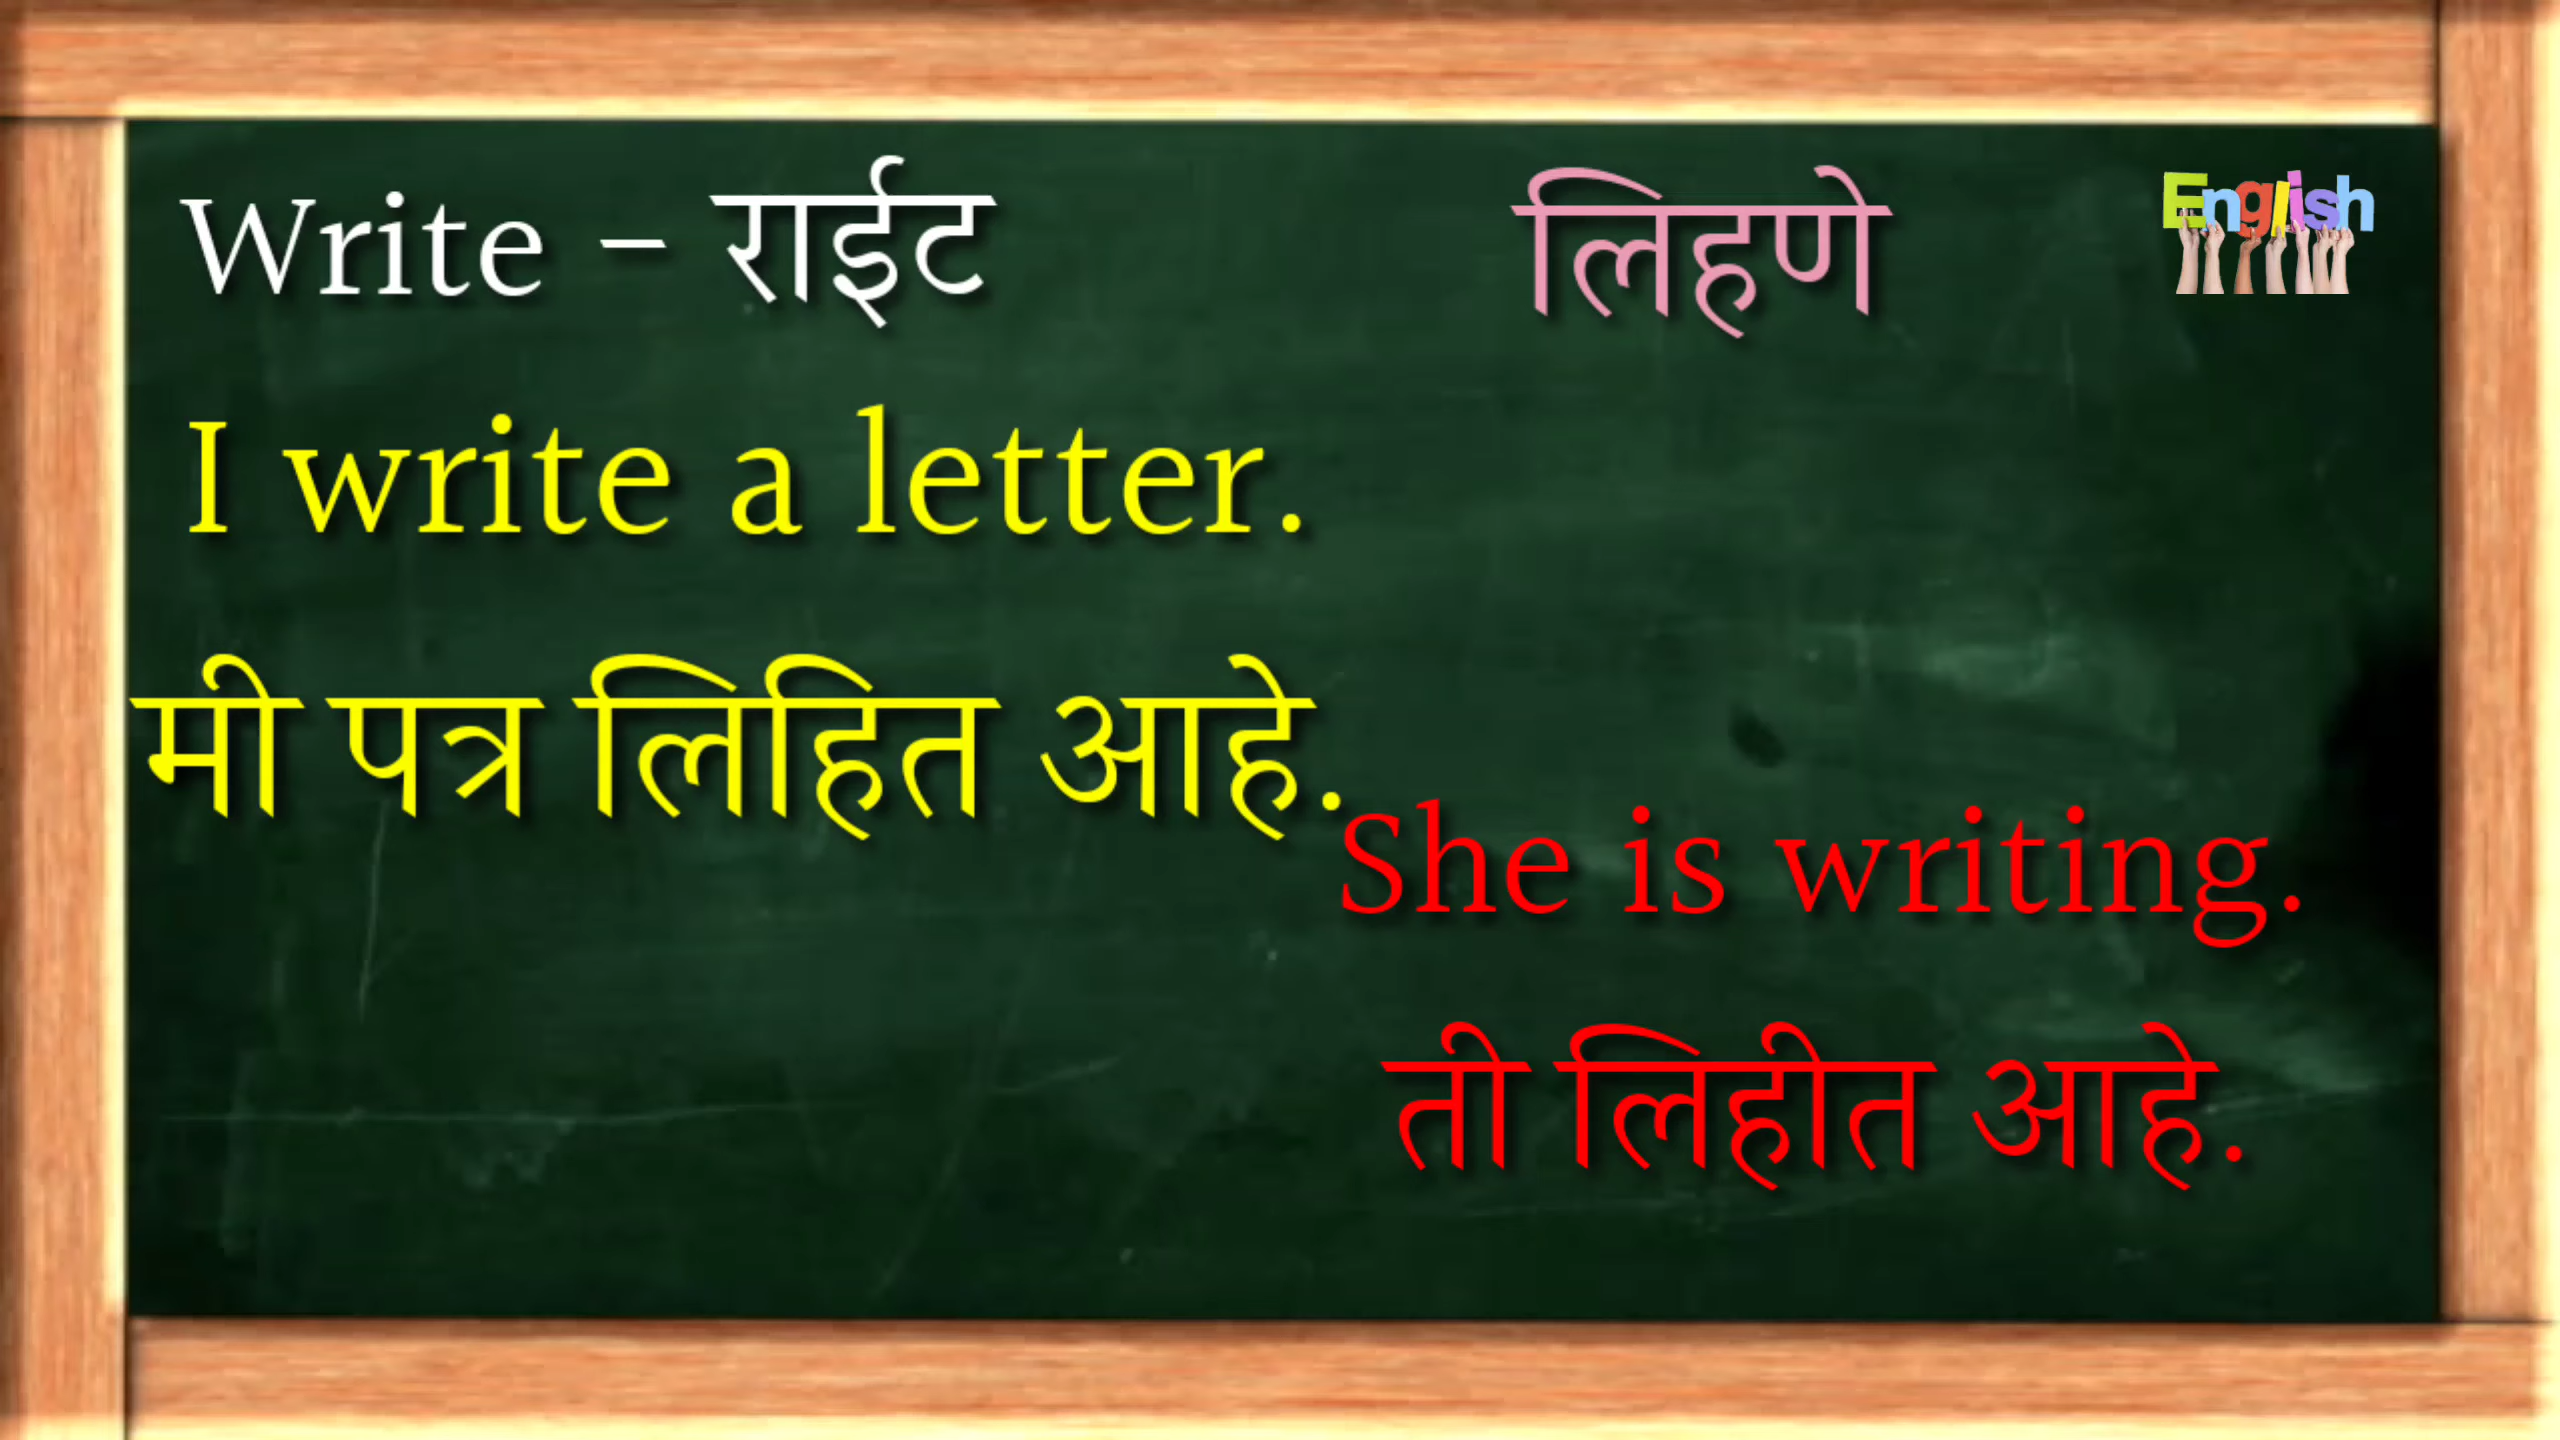 Write – राईट
लिहणे
English
I write a letter.
मी पत्र लिहित आहे.
She is writing.
ती लिहीत आहे.